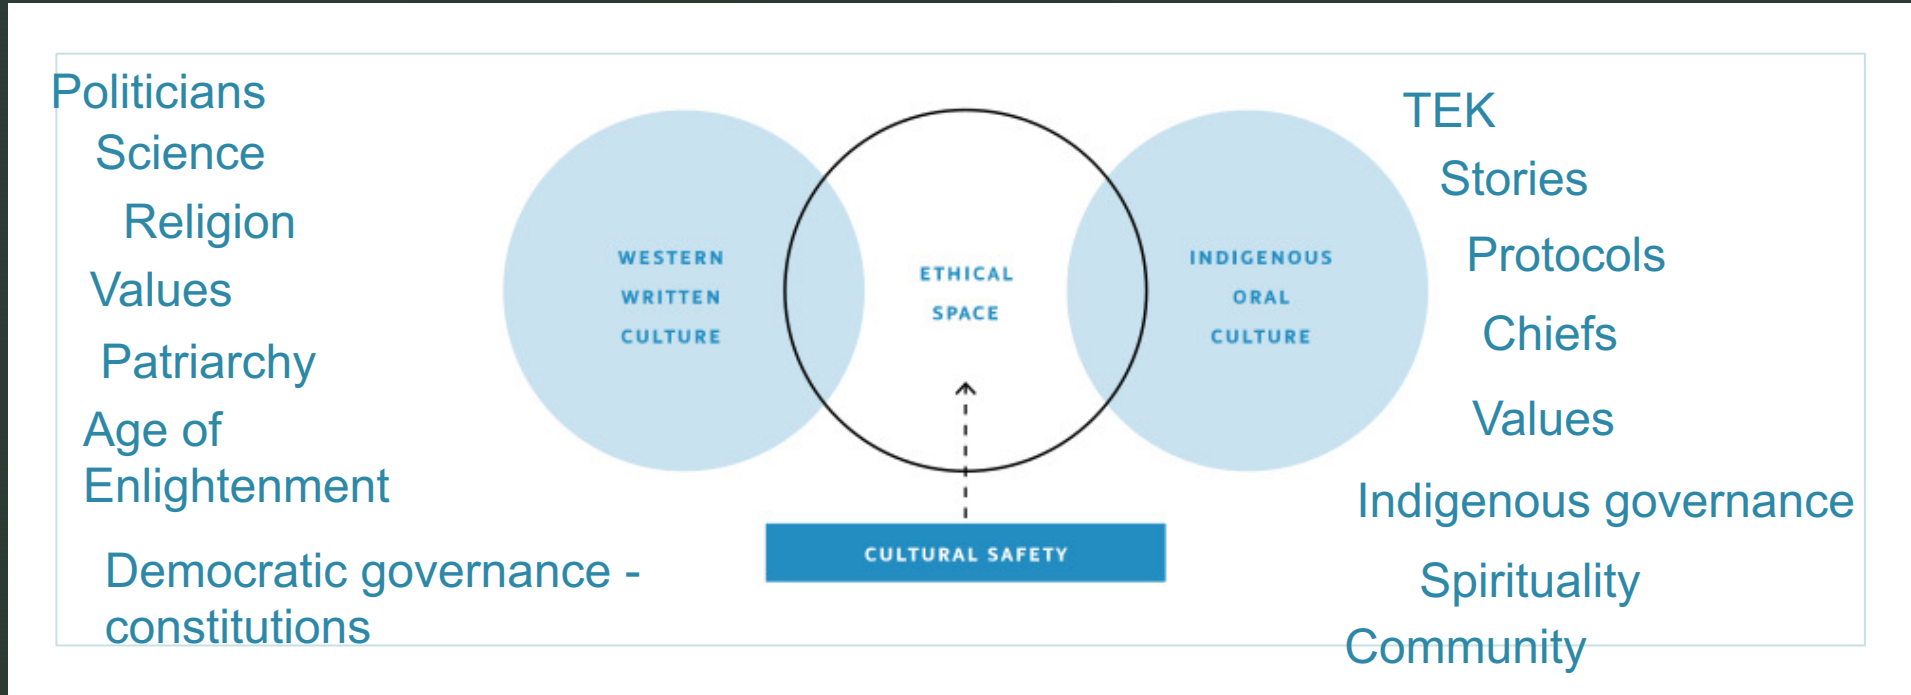 Politicians
Science
Religion
Values
Patriarchy
Age of
Enlightenment
Democratic governance -
constitutions
WESTERN
WRITTEN
CULTURE
ETHICAL
SPACE
CULTURAL SAFETY
INDIGENOUS
ORAL
CULTURE
TEK
Stories
Protocols
Chiefs
Values
Indigenous governance
Spirituality
Community